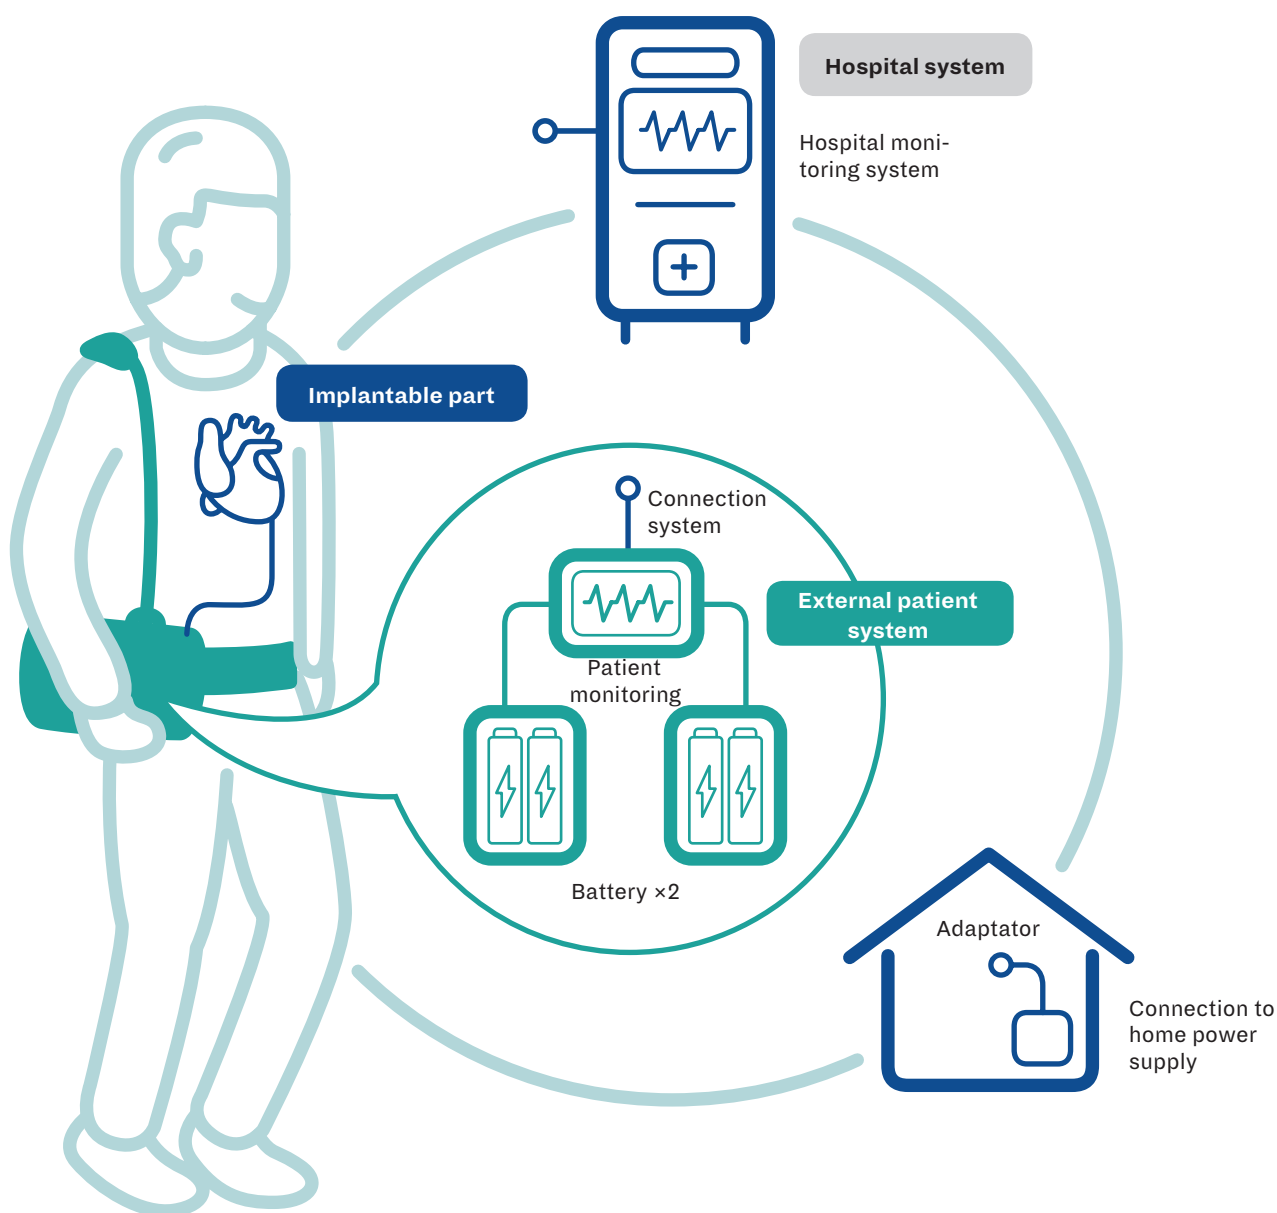 Hospital system
Hospital moni-
toring system
Implantable part
Connection
system
External patient
system
Patient
monitoring
Battery ×2
Adaptator
Connection to
home power
supply